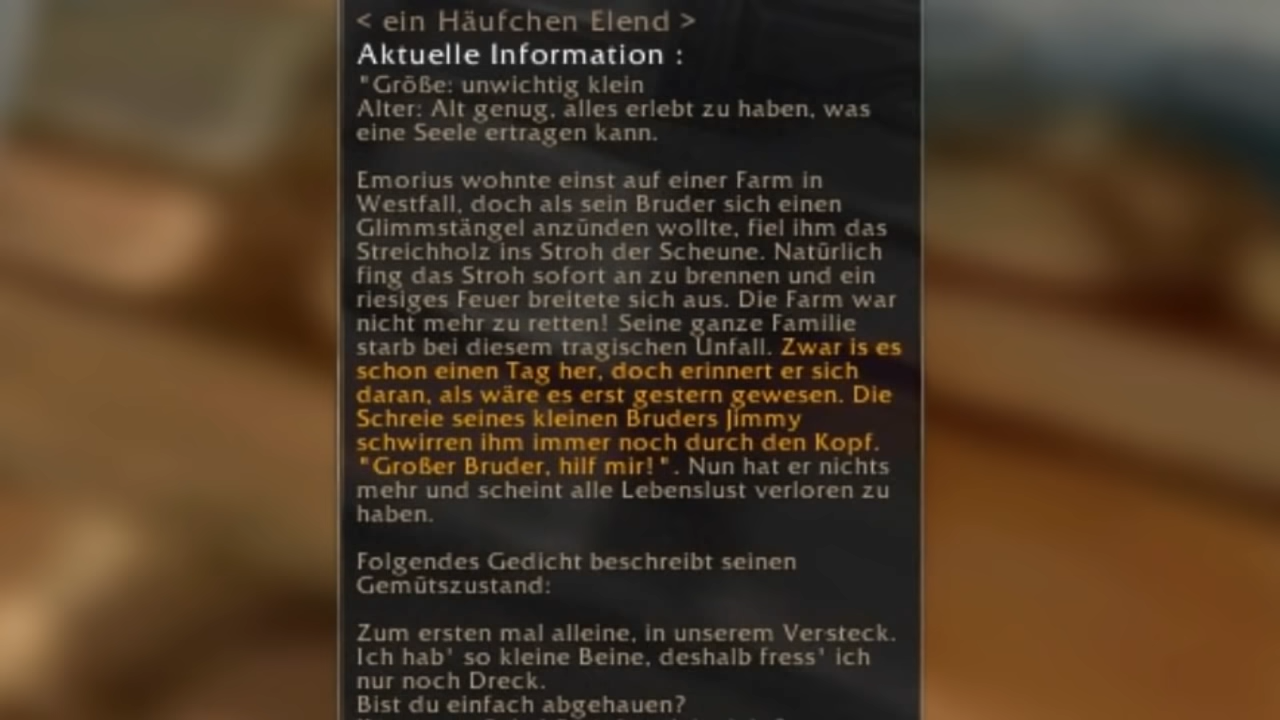 < ein Häufchen Elend >
Aktuelle Information :
"Größe: unwichtig klein
Alter: Alt genug, alles erlebt zu haben, was
eine Seele ertragen kann.
Emorius wohnte einst auf einer Farm in
Westfall, doch als sein Bruder sich einen
Glimmstängel anzünden wollte, fiel ihm das
Streichholz ins Stroh der Scheune. Natürlich
fing das Stroh sofort an zu brennen und ein
riesiges Feuer breitete sich aus. Die Farm war
nicht mehr zu retten! Seine ganze Familie
starb bei diesem tragischen Unfall. Zwar is es
schon einen Tag her, doch erinnert er sich
daran, als wäre es erst gestern gewesen. Die
Schreie seines kleinen Bruders Jimmy
schwirren ihm immer noch durch den Kopf.
"Großer Bruder, hilf mir!". Nun hat er nichts
mehr und scheint alle Lebenslust verloren zu
haben.
Folgendes Gedicht beschreibt seinen
Gemütszustand:
Zum ersten mal alleine, in unserem Versteck.
Ich hab' so kleine Beine, deshalb fress' ich
nur noch Dreck.
Bist du einfach abgehauen?